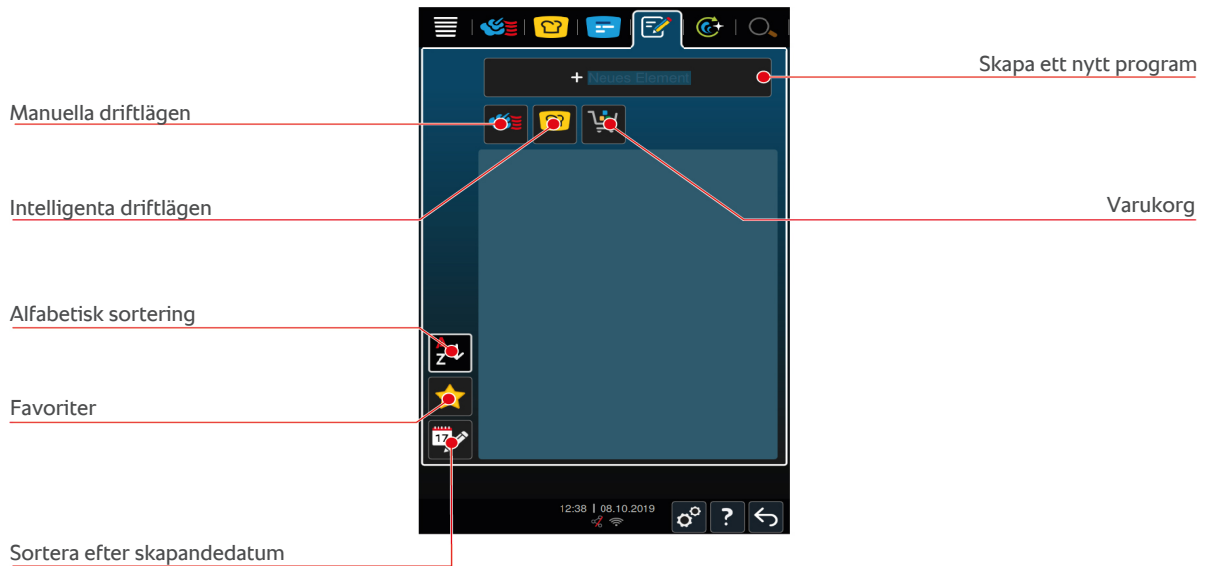 Skapa ett nytt program
+ Neues Element
Manuella driftlägen
Intelligenta driftlägen
Varukorg
Alfabetisk sortering
A
Z
Favoriter
17
12:38 | 08.10.2019
?
Sortera efter skapandedatum